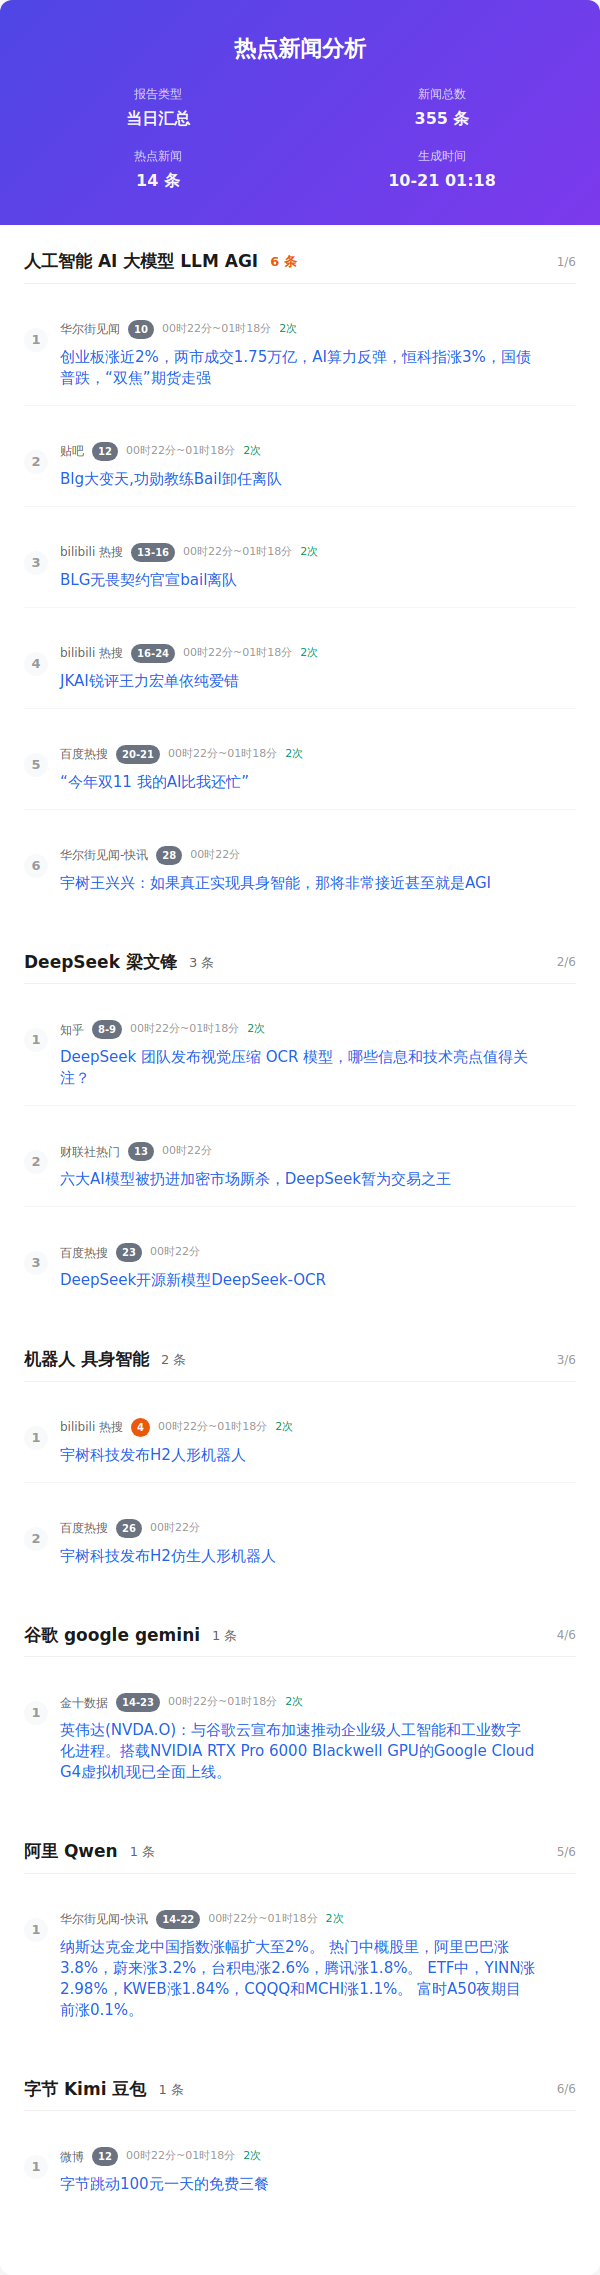 热点新闻分析
报告类型
新闻总数
当日汇总
355 条
热点新闻
生成时间
14 条
10-21 01:18
人工智能 AI 大模型 LLM AGI 6 条 1/6
1
华尔街见闻 10 00时22分~01时18分 2次
创业板涨近2%，两市成交1.75万亿，AI算力反弹，恒科指涨3%，国债
普跌，“双焦”期货走强
2
贴吧 12 00时22分~01时18分 2次
Blg大变天,功勋教练Bail卸任离队
3
bilibili 热搜 13-16 00时22分~01时18分 2次
BLG无畏契约官宣bail离队
4
bilibili 热搜 16-24 00时22分~01时18分 2次
JKAI锐评王力宏单依纯爱错
5
百度热搜 20-21 00时22分~01时18分 2次
“今年双11 我的AI比我还忙”
6
华尔街见闻-快讯 28 00时22分
宇树王兴兴：如果真正实现具身智能，那将非常接近甚至就是AGI
DeepSeek 梁文锋 3 条 2/6
1
知乎 8-9 00时22分~01时18分 2次
DeepSeek 团队发布视觉压缩 OCR 模型，哪些信息和技术亮点值得关
注？
2
财联社热门 13 00时22分
六大AI模型被扔进加密市场厮杀，DeepSeek暂为交易之王
3
百度热搜 23 00时22分
DeepSeek开源新模型DeepSeek-OCR
机器人 具身智能 2 条 3/6
1
bilibili 热搜 4 00时22分~01时18分 2次
宇树科技发布H2人形机器人
2
百度热搜 26 00时22分
宇树科技发布H2仿生人形机器人
谷歌 google gemini 1 条 4/6
1
金十数据 14-23 00时22分~01时18分 2次
英伟达(NVDA.O)：与谷歌云宣布加速推动企业级人工智能和工业数字
化进程。搭载NVIDIA RTX Pro 6000 Blackwell GPU的Google Cloud
G4虚拟机现已全面上线。
阿里 Qwen 1 条 5/6
1
华尔街见闻-快讯 14-22 00时22分~01时18分 2次
纳斯达克金龙中国指数涨幅扩大至2%。 热门中概股里，阿里巴巴涨
3.8%，蔚来涨3.2%，台积电涨2.6%，腾讯涨1.8%。 ETF中，YINN涨
2.98%，KWEB涨1.84%，CQQQ和MCHI涨1.1%。 富时A50夜期目
前涨0.1%。
字节 Kimi 豆包 1 条 6/6
1
微博 12 00时22分~01时18分 2次
字节跳动100元一天的免费三餐